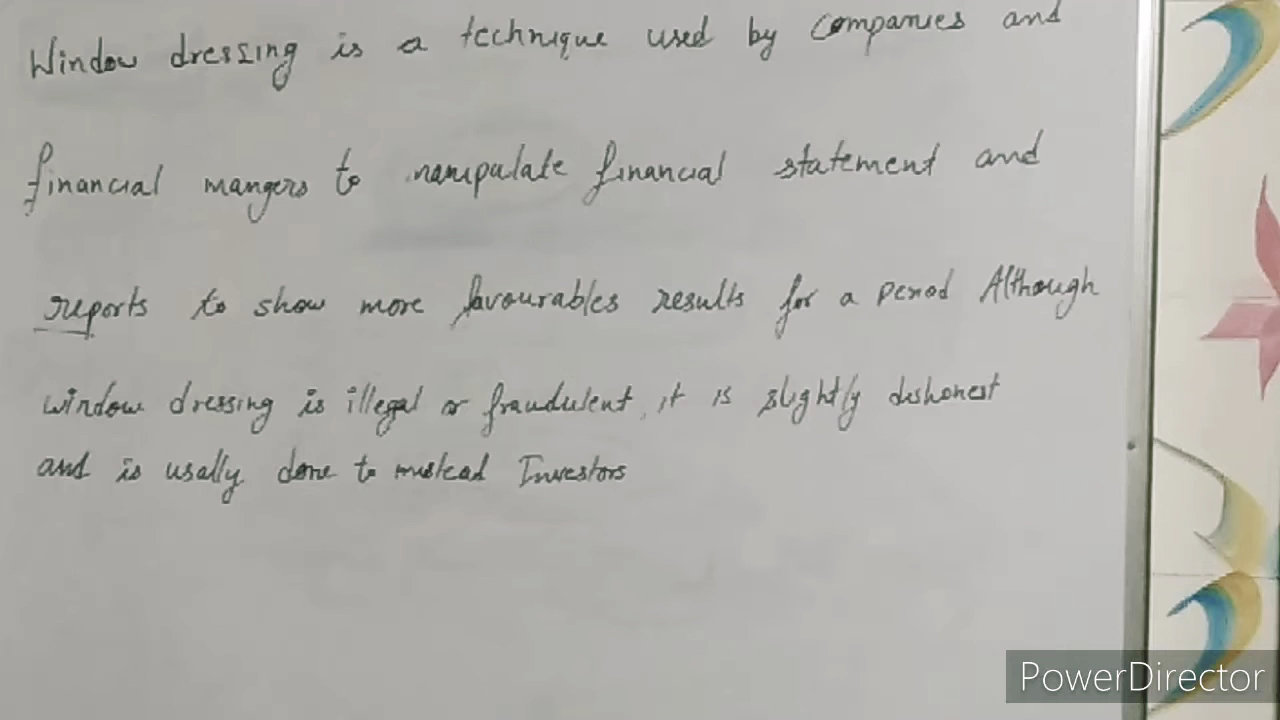 Window dressing is a technique used by companies and
financial mangers to manipulate financial statement and
reports to show more favourables results for a period Although
window dressing is illegal or fraudulent, it is slightly dishonest
and is usally done to mislead Investors
PowerDirector